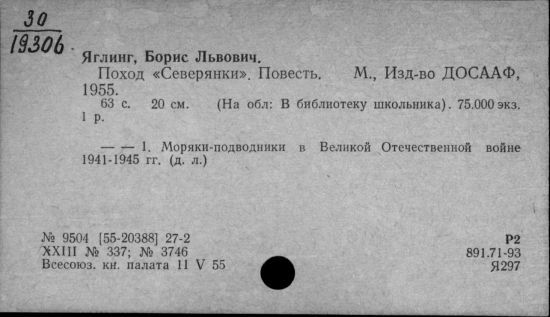 30
19306
Яглинг, Борис Львович.
Поход «Северянки». Повесть. М., Изд-во ДОСААФ,
1955.
63 с. 20 см. (На обл: В библиотеку школьника). 75.000 экз.
1 р.
— — 1. Моряки-подводники в Великой Отечественной войне
1941-1945 гг. (д. л.)
№ 9504 [55-20388] 27-2
XXIII № 337; № 3746
Всесоюз. кн. палата 11 V 55
Р2
891.71-93
Я297